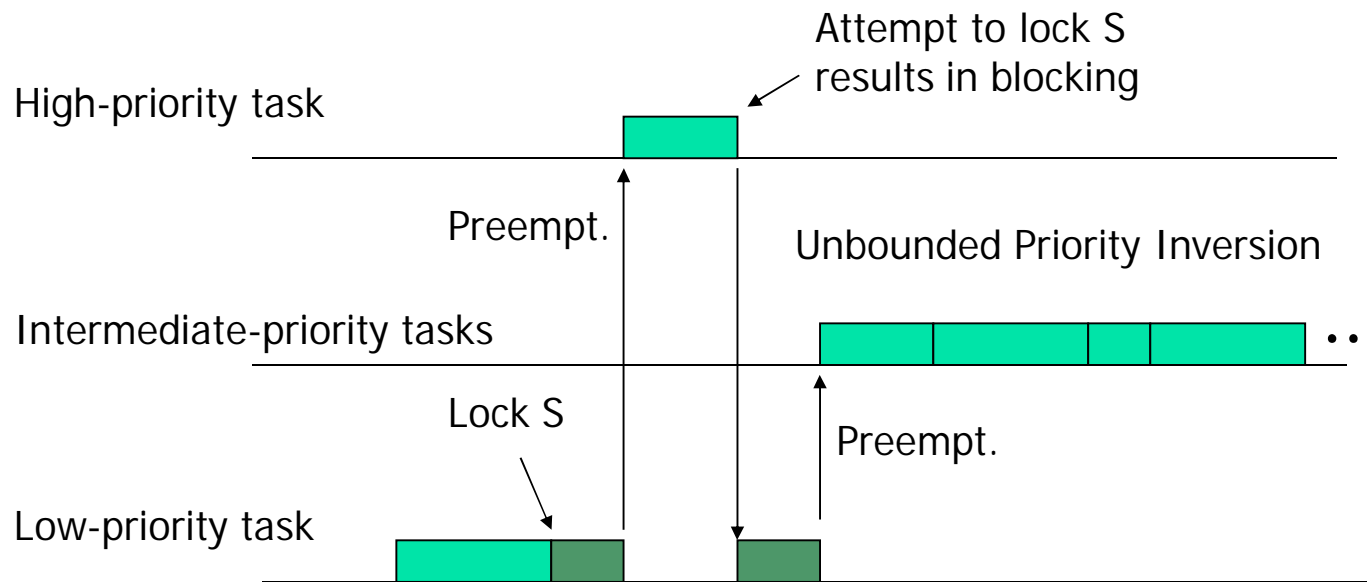 Attempt to lock S
results in blocking
High-priority task
Preempt.
Unbounded Priority Inversion
Intermediate-priority tasks
Lock S
Preempt.
Low-priority task